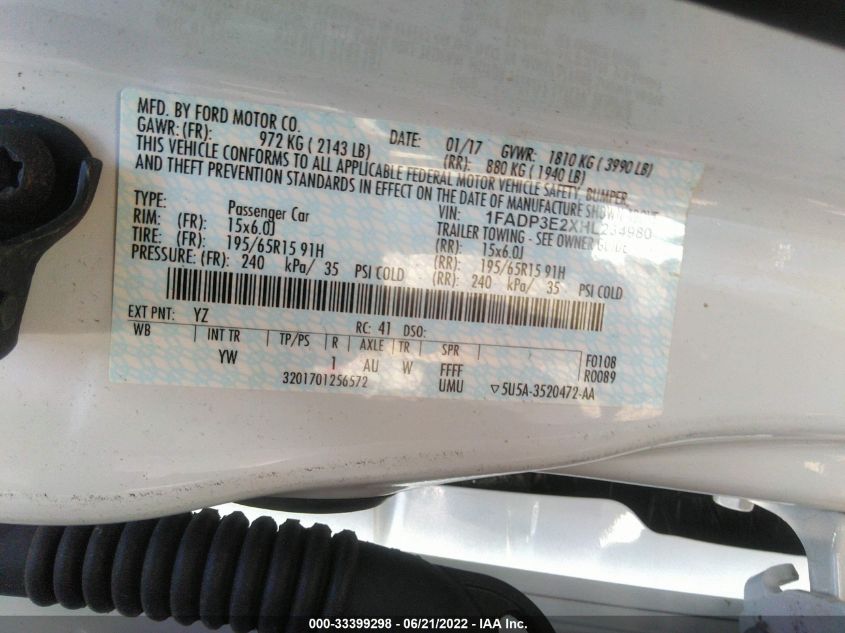 MFD. BY FORD MOTOR CO.
DATE: 01/17 GVWR: 1810 KG ( 3990 LB)
GAWR: (FR): 972 KG ( 2143 LB) (RR): 880 KG ( 1940 LB)
THIS VEHICLE CONFORMS TO ALL APPLICABLE FEDERAL MOTOR VEHICLE SAFETY, BUMPER,
AND THEFT PREVENTION STANDARDS IN EFFECT ON THE DATE OF MANUFACTURE SHOWN ABOVE
VIN: 1FADP3E2XHL234980
TYPE: Passenger Car TRAILER TOWING - SEE OWNER GUIDE
RIM: (FR): 15x6.0J (RR): 15x6.0J
TIRE: (FR): 195/65R15 91H (RR): 195/65R15 91H
PRESSURE: (FR): 240 kPa/ 35 PSI COLD (RR): 240 kPa/ 35 PSI COLD
EXT PNT: YZ RC: 41 DSO:
WB INT TR TP/PS R AXLE TR SPR F0108
YW 1 AU W FFFF R0089
3201701256572 UMU ▽5U5A-3520472-AA
000-33399298 - 06/21/2022 - IAA Inc.